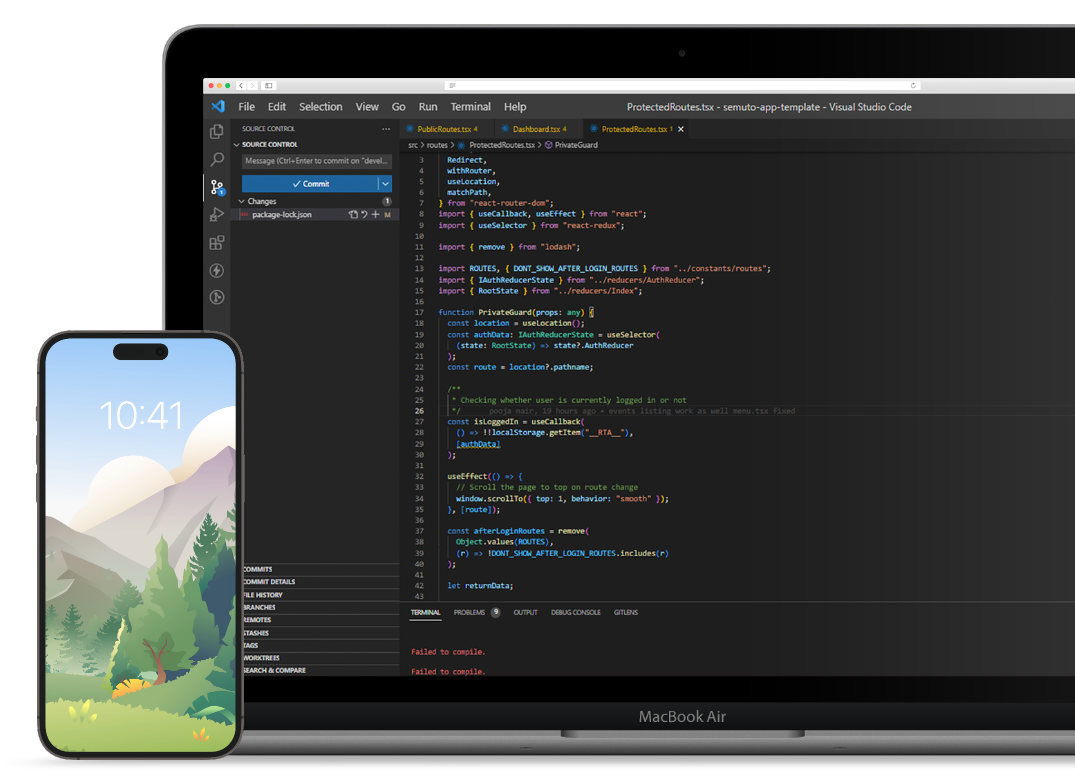 File Edit Selection View Go Run Terminal Help
ProtectedRoutes.tsx - semuto-app-template - Visual Studio Code
SOURCE CONTROL ...
SOURCE CONTROL
Message (Ctrl+Enter to commit on "devel...
Commit
1
Changes 1
package-lock.json M
COMMITS
COMMIT DETAILS
FILE HISTORY
BRANCHES
REMOTES
STASHES
TAGS
WORKTREES
SEARCH & COMPARE
PublicRoutes.tsx 4 Dashboard.tsx 4 ProtectedRoutes.tsx 1 ×
src > routes > ProtectedRoutes.tsx > PrivateGuard
3 Redirect,
4 withRouter,
5 useLocation,
6 matchPath,
7 } from "react-router-dom";
8 import { useCallback, useEffect } from "react";
9 import { useSelector } from "react-redux";
10
11 import { remove } from "lodash";
12
13 import ROUTES, { DONT_SHOW_AFTER_LOGIN_ROUTES } from "../constants/routes";
14 import { IAuthReducerState } from "../reducers/AuthReducer";
15 import { RootState } from "../reducers/Index";
16
17 function PrivateGuard(props: any) {
18 const location = useLocation();
19 const authData: IAuthReducerState = useSelector(
20 (state: RootState) => state?.AuthReducer
21 );
22 const route = location?.pathname;
23
24 /**
25 * Checking whether user is currently logged in or not
26 */ pooja nair, 19 hours ago • events listing work as well menu.tsx fixed
27 const isLoggedIn = useCallback(
28 () => !!localStorage.getItem("__RTA__"),
29 [authData]
30 );
31
32 useEffect(() => {
33 // Scroll the page to top on route change
34 window.scrollTo({ top: 1, behavior: "smooth" });
35 }, [route]);
36
37 const afterLoginRoutes = remove(
38 Object.values(ROUTES),
39 (r) => !DONT_SHOW_AFTER_LOGIN_ROUTES.includes(r)
40 );
41
42 let returnData;
43
TERMINAL PROBLEMS 9 OUTPUT DEBUG CONSOLE GITLENS
Failed to compile.
Failed to compile.
10:41
MacBook Air